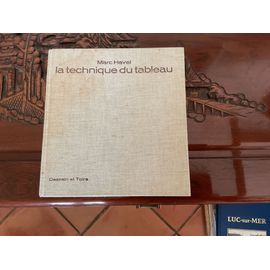 Marc Havel
la technique du tableau
Dessain et Tolra
LUC-sur-MER